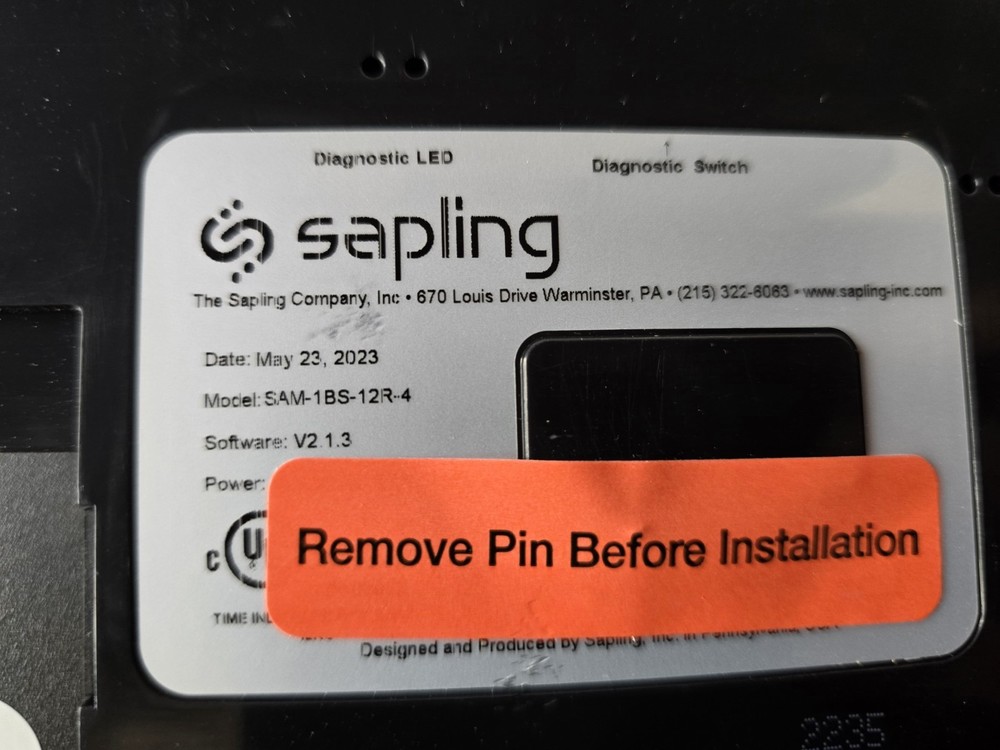 Diagnostic LED
Diagnostic Switch
sapling
The Sapling Company, Inc • 670 Louis Drive Warminster, PA • (215) 322-6063 • www.sapling-inc.com
Date: May 23, 2023
Model: SAM-1BS-12R-4
Software: V2.1.3
Power:
C U
Remove Pin Before Installation
TIME IN
Designed and Produced by Sapling, Inc. in Pennsylvania, USA
2235